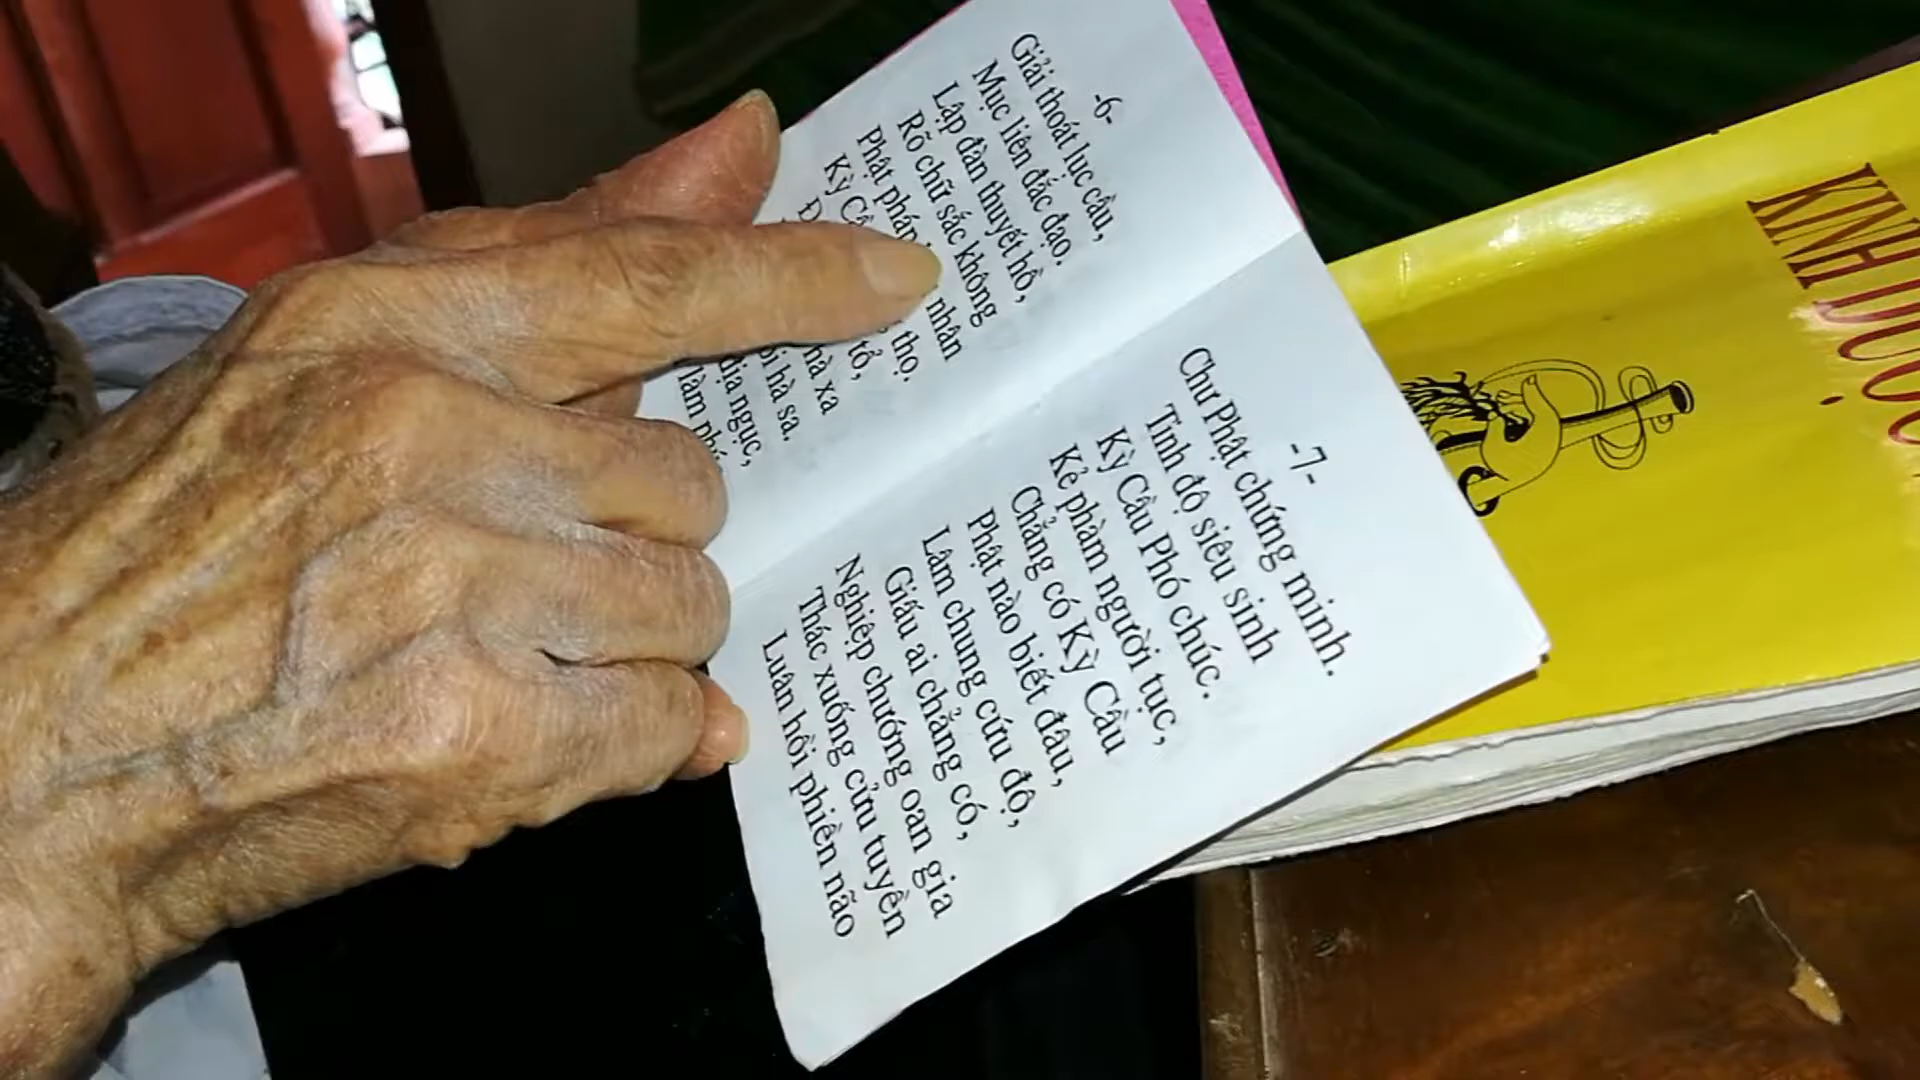 -6-
Giải thoát lục cầu,
Mục liên đắc đạo.
Lập đàn thuyết hồ,
Rõ chữ sắc không
Phật pháp nhân
Kỳ thọ.
tổ,
hà xa
hà sa.
địa ngục,
làm
-7-
Chư Phật chứng minh.
Tinh độ siêu sinh
Kỳ Cầu Phó chúc.
Kẻ phàm người tục,
Chẳng có Kỳ Cầu
Phật nào biết đâu,
Lâm chung cứu độ,
Giấu ai chẳng có,
Nghiệp chướng oan gia
Thác xuống cửu tuyền
Luân hồi phiền não
KINH